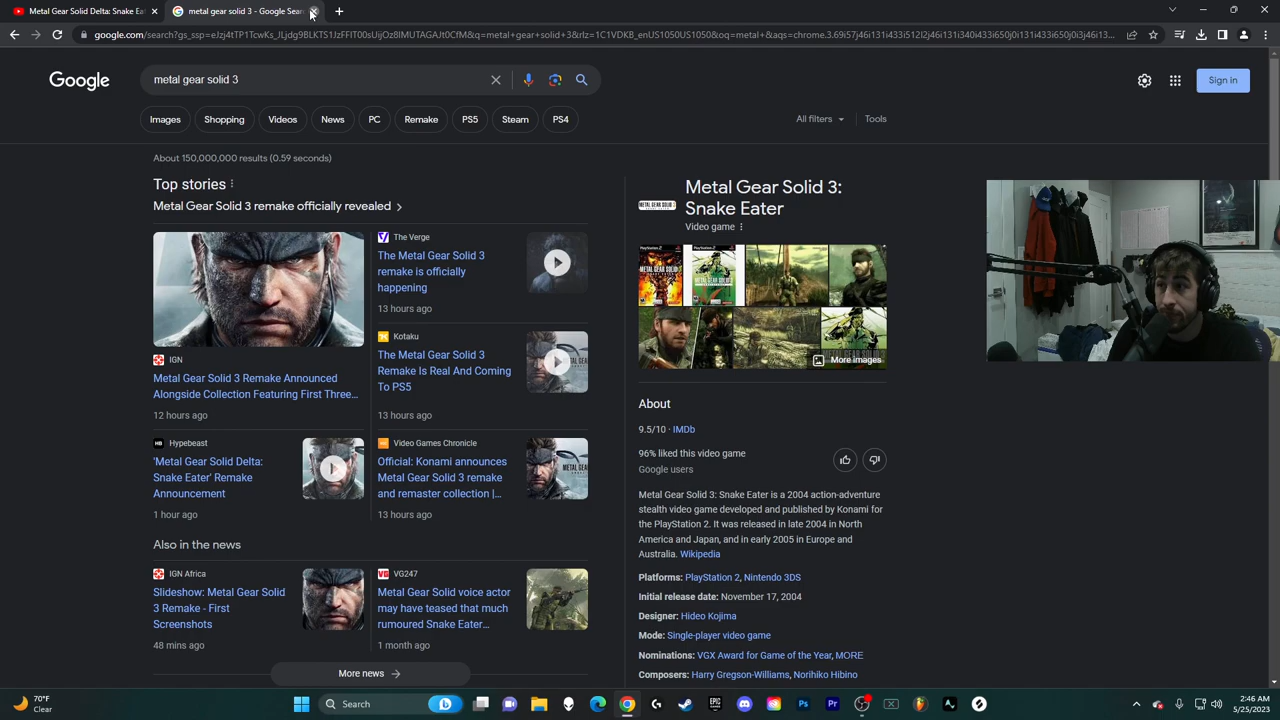 Metal Gear Solid Delta: Snake Eat
metal gear solid 3 - Google Sear
google.com/search?gs_ssp=eJzj4tTP1TcwKs_JLjdg9BLKTS1JzFFIT00sUijOz8lMUTAGAJt0CfM&q=metal+gear+solid+3&rlz=1C1VDKB_enUS1050US1050&oq=metal+&aqs=chrome.3.69i57j46i131i433i512l2j46i131i340i433i650j0i131i433i650j0i131i433i650j46i13...
Google
metal gear solid 3
Sign in
Images
Shopping
Videos
News
PC
Remake
PS5
Steam
PS4
All filters
Tools
About 150,000,000 results (0.59 seconds)
Top stories
Metal Gear Solid 3 remake officially revealed
IGN
Metal Gear Solid 3 Remake Announced
Alongside Collection Featuring First Three...
12 hours ago
The Verge
The Metal Gear Solid 3
remake is officially
happening
13 hours ago
Kotaku
The Metal Gear Solid 3
Remake Is Real And Coming
To PS5
13 hours ago
HB
Hypebeast
'Metal Gear Solid Delta:
Snake Eater' Remake
Announcement
1 hour ago
Video Games Chronicle
Official: Konami announces
Metal Gear Solid 3 remake
and remaster collection |...
13 hours ago
Also in the news
IGN Africa
Slideshow: Metal Gear Solid
3 Remake - First
Screenshots
48 mins ago
VG
VG247
Metal Gear Solid voice actor
may have teased that much
rumoured Snake Eater...
1 month ago
More news
METAL GEAR SOLID 3
Metal Gear Solid 3:
Snake Eater
Video game
More images
About
9.5/10 · IMDb
96% liked this video game
Google users
Metal Gear Solid 3: Snake Eater is a 2004 action-adventure
stealth video game developed and published by Konami for
the PlayStation 2. It was released in late 2004 in North
America and Japan, and in early 2005 in Europe and
Australia. Wikipedia
Platforms: PlayStation 2, Nintendo 3DS
Initial release date: November 17, 2004
Designer: Hideo Kojima
Mode: Single-player video game
Nominations: VGX Award for Game of the Year, MORE
Composers: Harry Gregson-Williams, Norihiko Hibino
70°F
Clear
Search
2:46 AM
5/25/2023